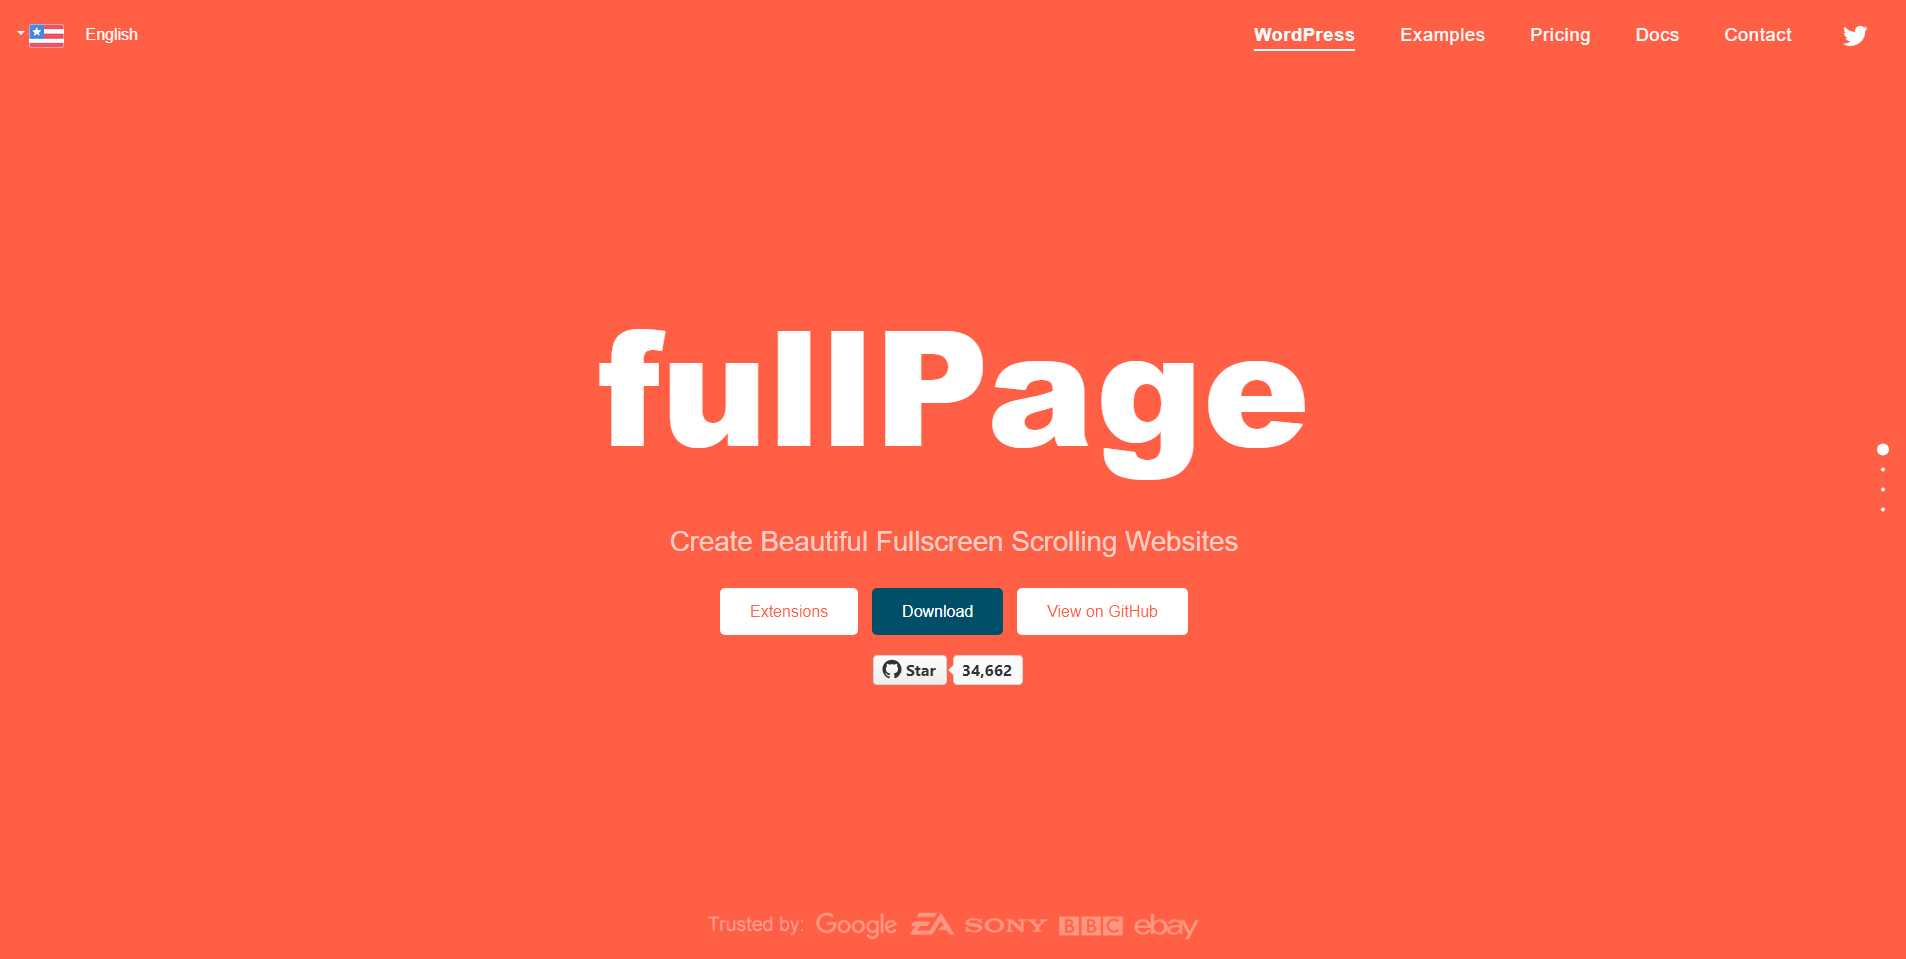 English
WordPress Examples Pricing Docs Contact
fullPage
Create Beautiful Fullscreen Scrolling Websites
Extensions Download View on GitHub
Star 34,662
Trusted by: Google EA SONY BBC ebay